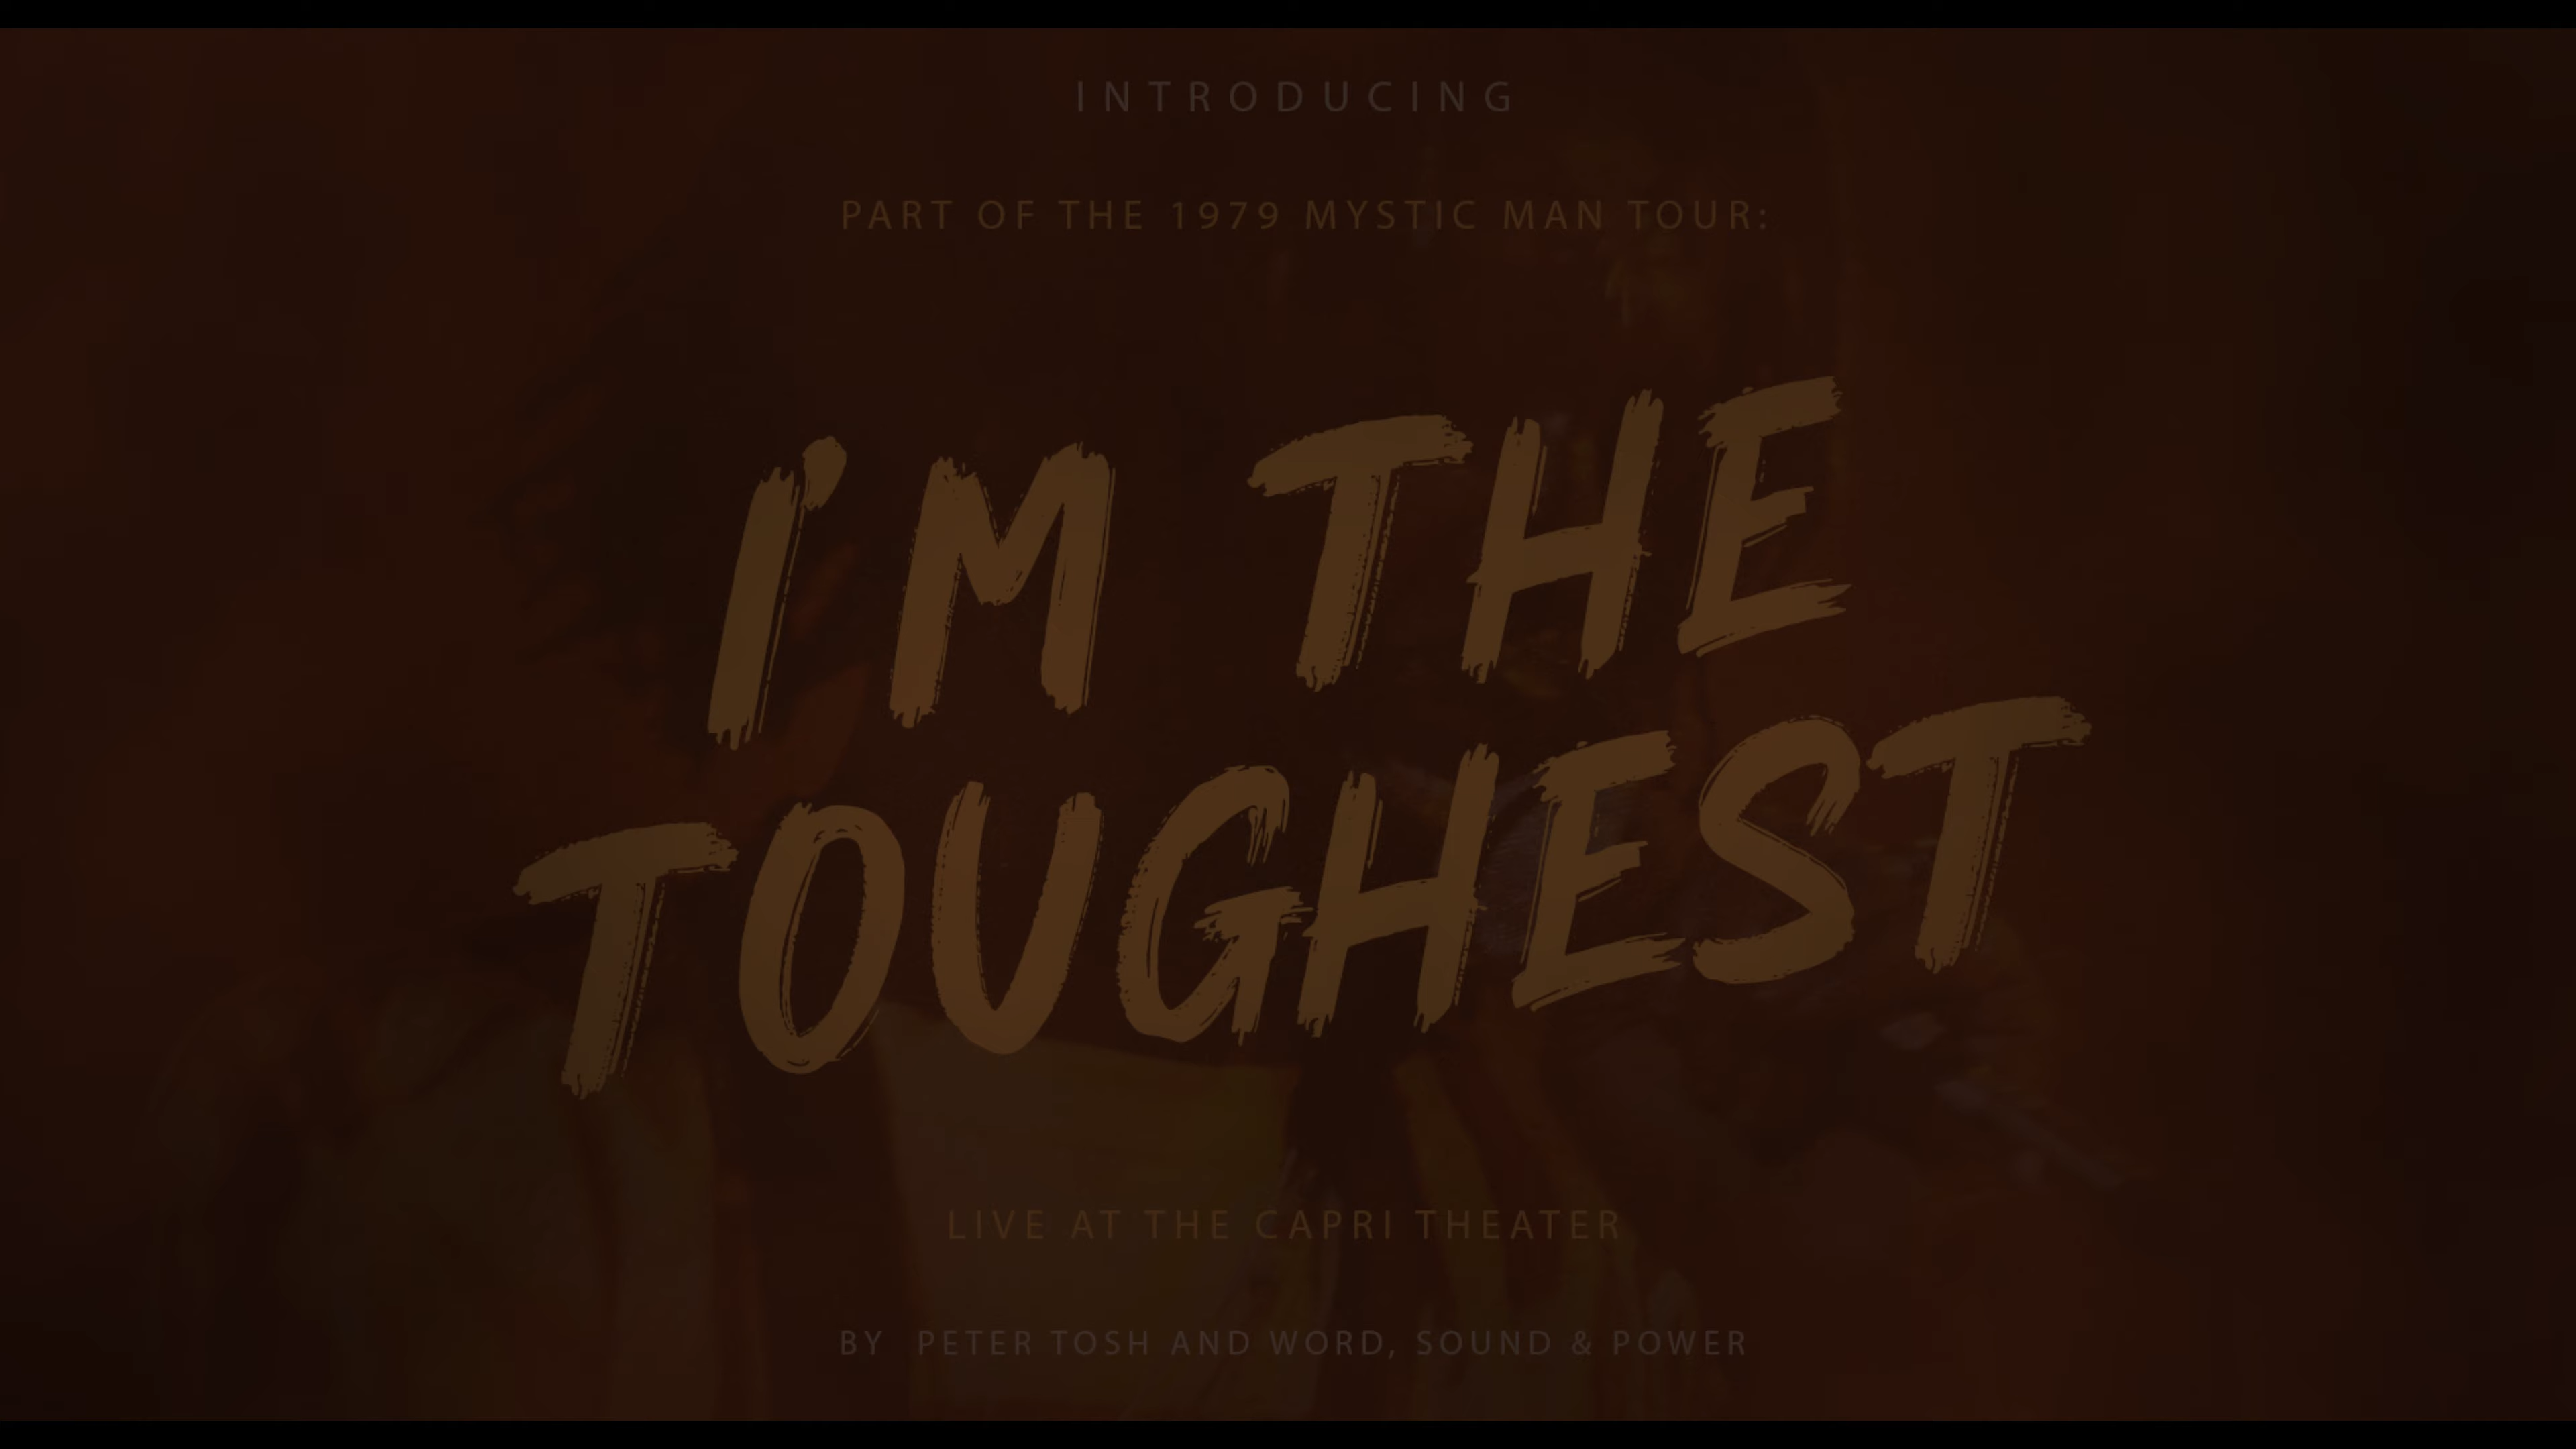 INTRODUCING
PART OF THE 1979 MYSTIC MAN TOUR:
I'M THE
TOUGHEST
LIVE AT THE CAPRI THEATER
BY PETER TOSH AND WORD, SOUND & POWER